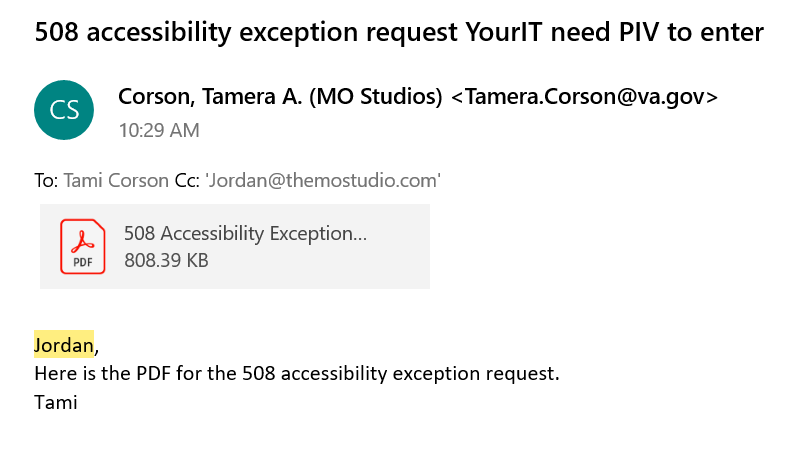 508 accessibility exception request YourIT need PIV to enter
CS
Corson, Tamera A. (MO Studios) <Tamera.Corson@va.gov>
10:29 AM
To: Tami Corson Cc: 'Jordan@themostudio.com'
508 Accessibility Exception...
PDF
808.39 KB
Jordan,
Here is the PDF for the 508 accessibility exception request.
Tami